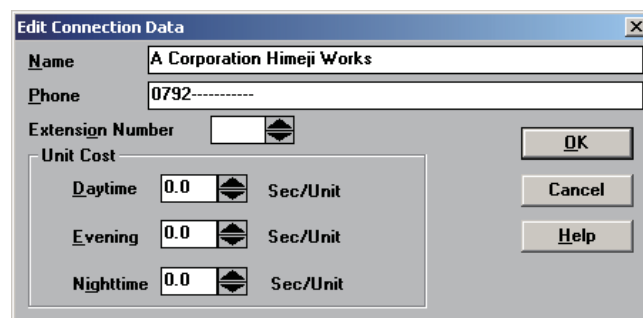 Edit Connection Data
Name A Corporation Himeji Works
Phone 0792-----------
Extension Number
OK
Unit Cost
Daytime 0.0 Sec/Unit
Cancel
Evening 0.0 Sec/Unit
Help
Nighttime 0.0 Sec/Unit